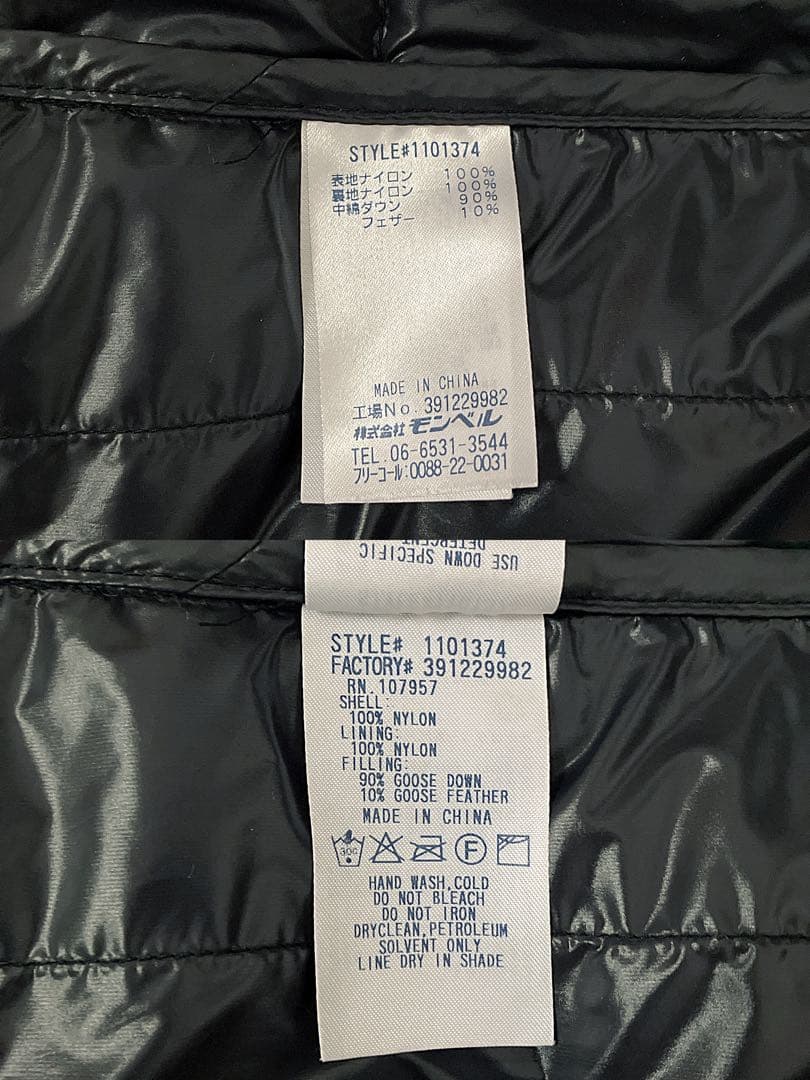 STYLE#1101374
表地ナイロン 100%
裏地ナイロン 100%
中綿ダウン 90%
フェザー 10%
MADE IN CHINA
工場No. 391229982
株式会社 モンベル
TEL.06-6531-3544
フリーコール:0088-22-0031
USE DOWN SPECIFIC
DETERGENT
STYLE# 1101374
FACTORY# 391229982
RN.107957
SHELL:
100% NYLON
LINING:
100% NYLON
FILLING:
90% GOOSE DOWN
10% GOOSE FEATHER
MADE IN CHINA
30C F
HAND WASH,COLD
DO NOT BLEACH
DO NOT IRON
DRYCLEAN,PETROLEUM
SOLVENT ONLY
LINE DRY IN SHADE